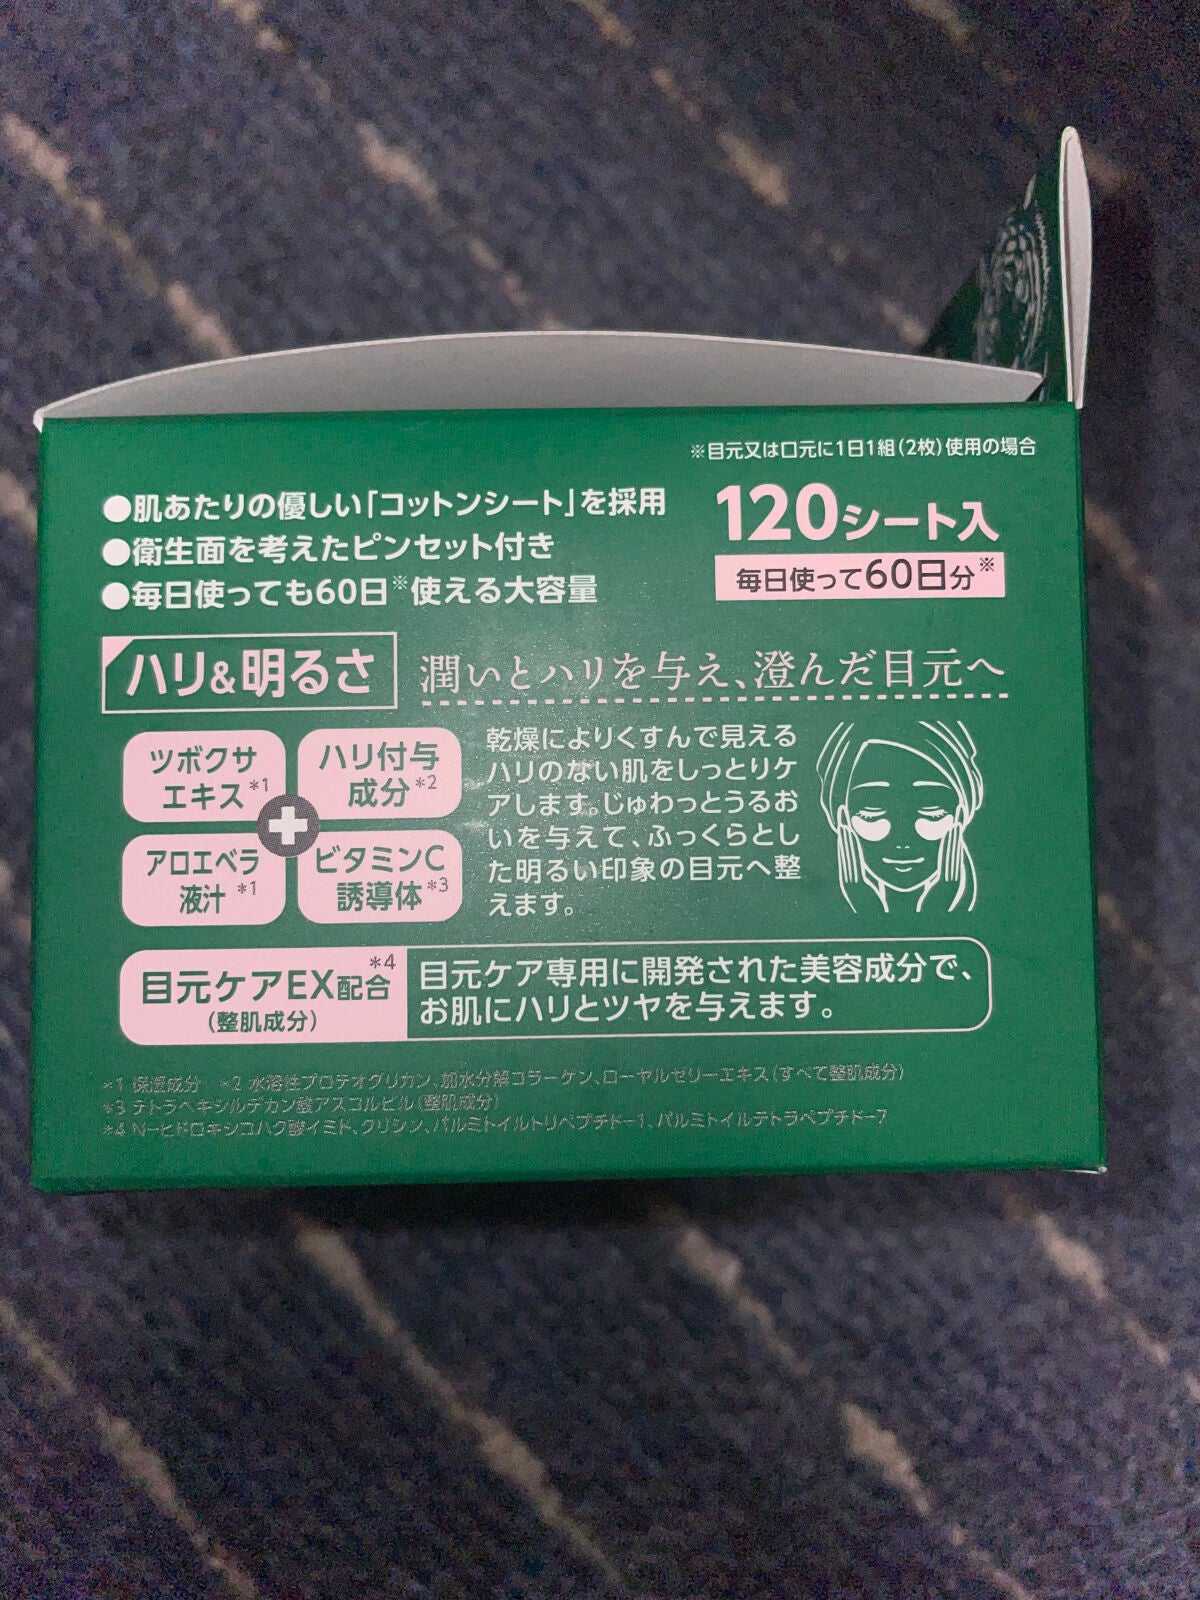 ※目元又は口元に1日1組(2枚)使用の場合
●肌あたりの優しい「コットンシート」を採用
●衛生面を考えたピンセット付き
●毎日使っても60日※使える大容量
120シート入
毎日使って60日分※
ハリ&明るさ
潤いとハリを与え、澄んだ目元へ
ツボクサ
エキス*1
ハリ付与
成分*2
アロエベラ
液汁*1
ビタミンC
誘導体*3
乾燥によりくすんで見える
ハリのない肌をしっとりケ
アします。じゅわっとうるお
いを与えて、ふっくらとし
た明るい印象の目元へ整
えます。
目元ケアEX配合*4
(整肌成分)
目元ケア専用に開発された美容成分で、
お肌にハリとツヤを与えます。
*1 保湿成分 *2 水溶性プロテオグリカン、加水分解コラーゲン、ローヤルゼリーエキス(すべて整肌成分)
*3 テトラヘキシルデカン酸アスコルビル(整肌成分)
*4 N-ヒドロキシコハク酸イミド、クリシン、パルミトイルトリペプチド-1、パルミトイルテトラペプチド-7